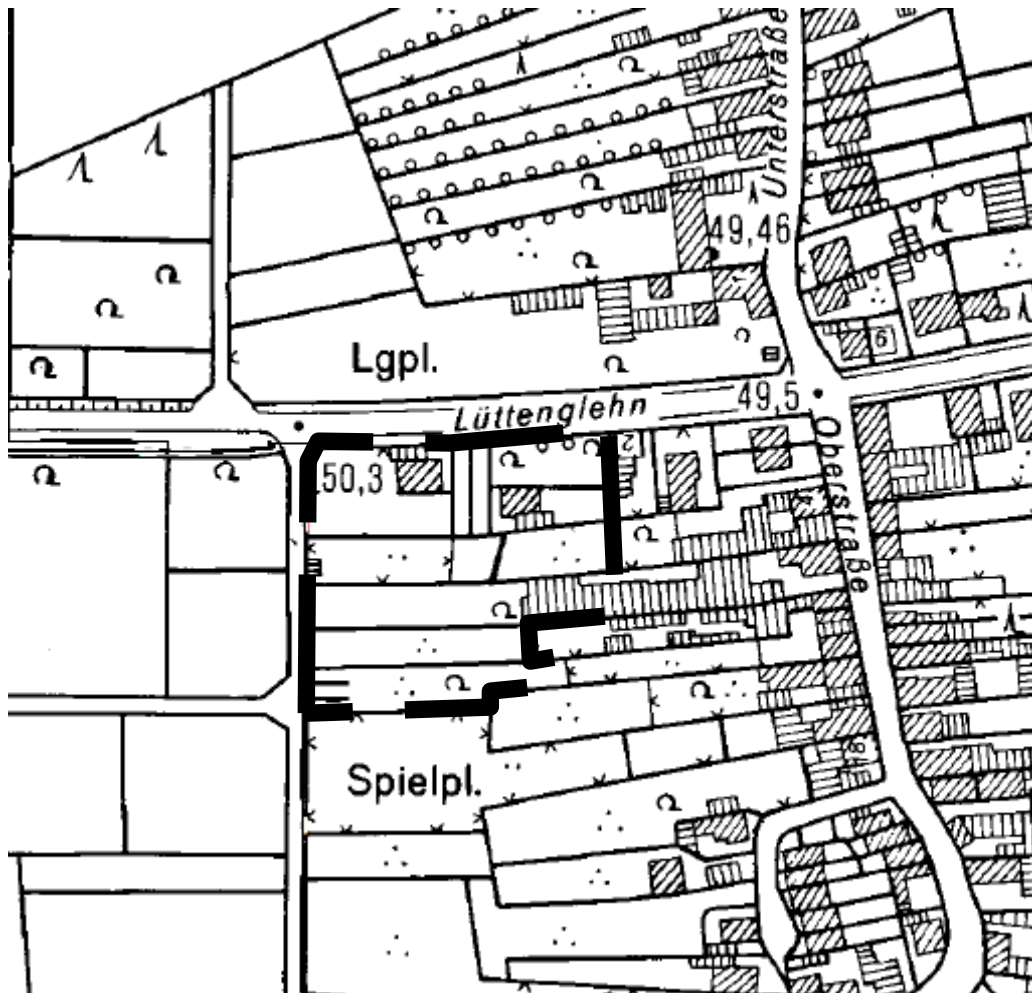 Unterstraße
49,46
Lgpl.
Lüttenglehn
49,5
Oberstraße
50,3
Spielpl.